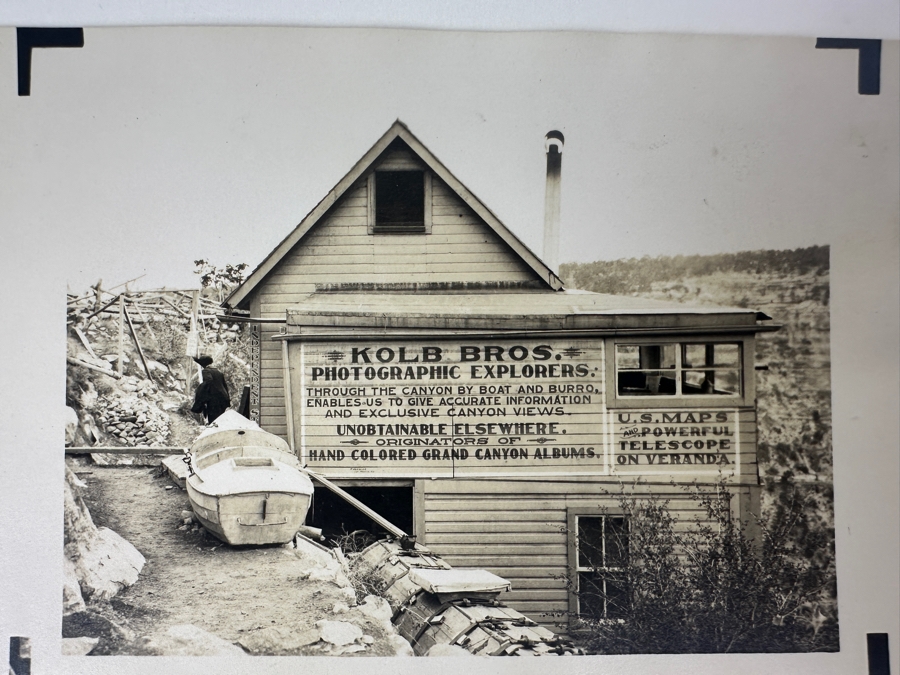 KOLB BROS.
PHOTOGRAPHIC EXPLORERS.
THROUGH THE CANYON BY BOAT AND BURRO,
ENABLES US TO GIVE ACCURATE INFORMATION
AND EXCLUSIVE CANYON VIEWS.
UNOBTAINABLE ELSEWHERE.
ORIGINATORS OF
HAND COLORED GRAND CANYON ALBUMS.
U.S. MAPS
AND POWERFUL
TELESCOPE
ON VERANDA